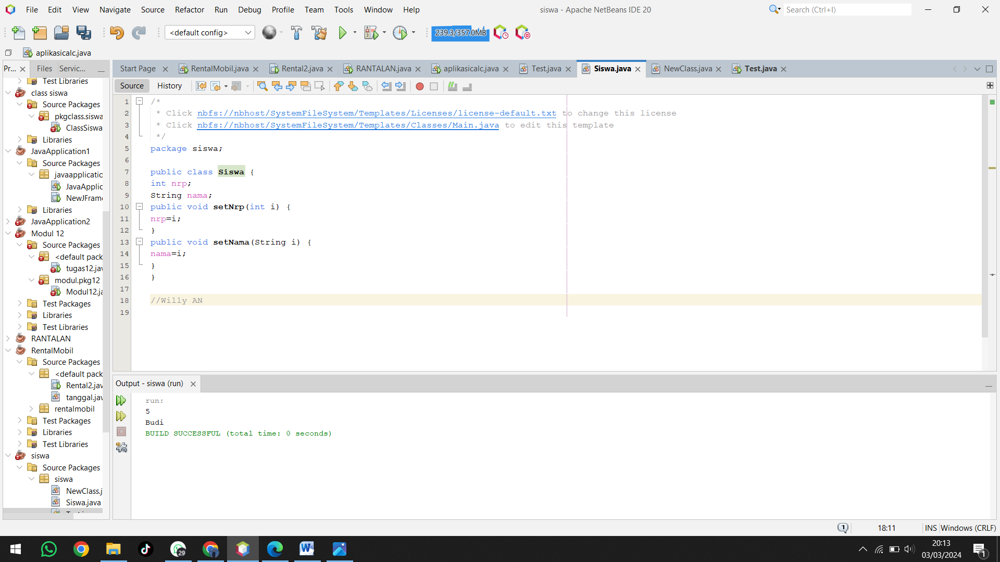 File Edit View Navigate Source Refactor Run Debug Profile Team Tools Window Help
siswa - Apache NetBeans IDE 20
Search (Ctrl+I)
<default config>
239.3/357.0MB
aplikasicalc.java
Pr... Files Servic...
Start Page RentalMobil.java Rental2.java RANTALAN.java aplikasicalc.java Test.java Siswa.java NewClass.java Test.java
Source History
Test Libraries
class siswa
Source Packages
pkgclass.siswa
ClassSiswa
Libraries
JavaApplication1
Source Packages
javaapplicatic
JavaApplic
NewJFrame
Libraries
JavaApplication2
Modul 12
Source Packages
<default pack
tugas12.jav
modul.pkg12
Modul12.ja
Test Packages
Libraries
Test Libraries
RANTALAN
RentalMobil
Source Packages
<default pack
Rental2.jav
tanggal.jav
rentalmobil
Test Packages
Libraries
Test Libraries
siswa
Source Packages
siswa
NewClass.j
Siswa.java
1 /*
2 * Click nbfs://nbhost/SystemFileSystem/Templates/Licenses/license-default.txt to change this license
3 * Click nbfs://nbhost/SystemFileSystem/Templates/Classes/Main.java to edit this template
4 */
5 package siswa;
6
7 public class Siswa {
8 int nrp;
9 String nama;
10 public void setNrp(int i) {
11 nrp=i;
12 }
13 public void setNama(String i) {
14 nama=i;
15 }
16 }
17
18 //Willy AN
19
Output - siswa (run)
run:
5
Budi
BUILD SUCCESSFUL (total time: 0 seconds)
1
18:11
INS
Windows (CRLF)
29
20:13
03/03/2024
1